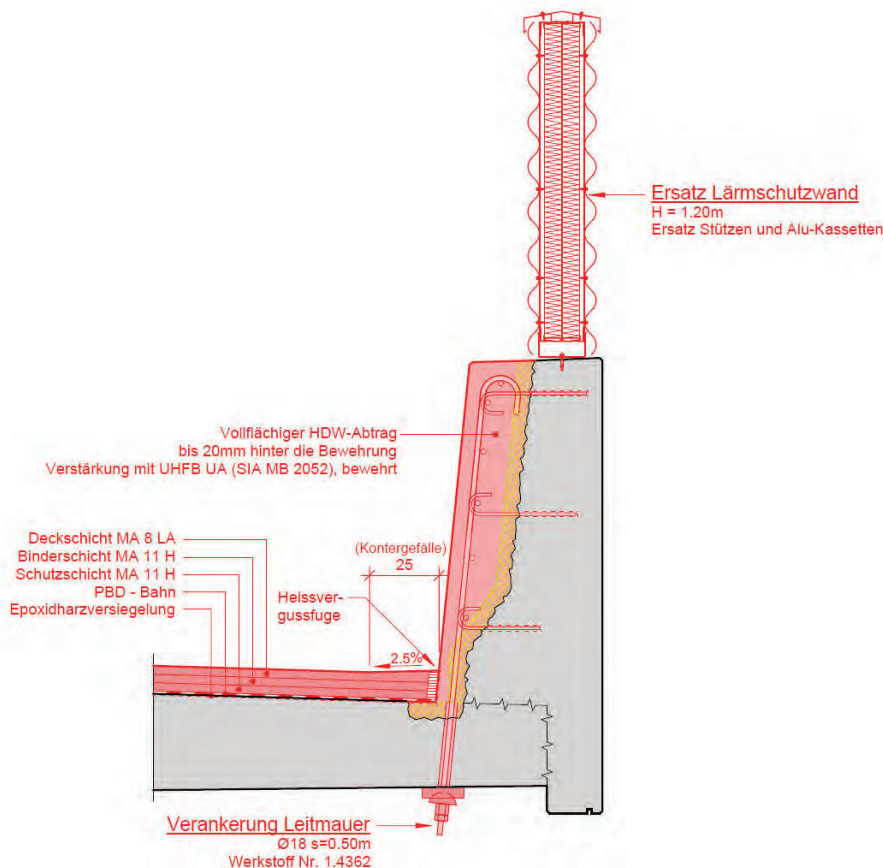 Ersatz Lärmschutzwand
H = 1.20m
Ersatz Stützen und Alu-Kassetten
Vollflächiger HDW-Abtrag
bis 20mm hinter die Bewehrung
Verstärkung mit UHFB UA (SIA MB 2052), bewehrt
Deckschicht MA 8 LA
Binderschicht MA 11 H
Schutzschicht MA 11 H
PBD - Bahn
Epoxidharzversiegelung
(Kontergefälle)
25
Heissver-
gussfuge
2.5%
Verankerung Leitmauer
Ø18 s=0.50m
Werkstoff Nr. 1.4362